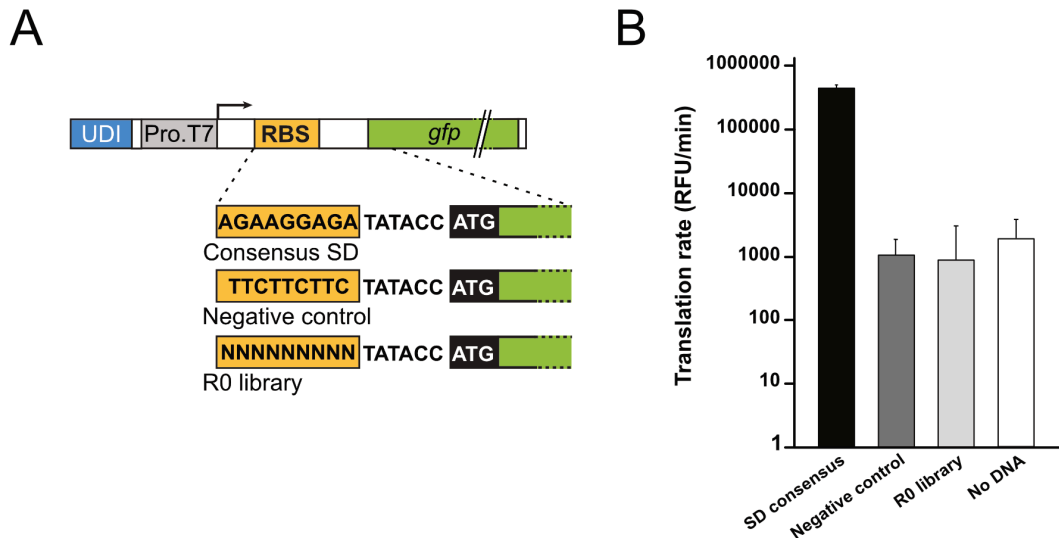 A
UDI Pro.T7 RBS gfp
AGAAGGAGA TATACC ATG
Consensus SD
TTCTTCTTC TATACC ATG
Negative control
NNNNNNNNN TATACC ATG
R0 library
B
Translation rate (RFU/min)
1000000
100000
10000
1000
100
10
1
SD consensus
Negative control
R0 library
No DNA